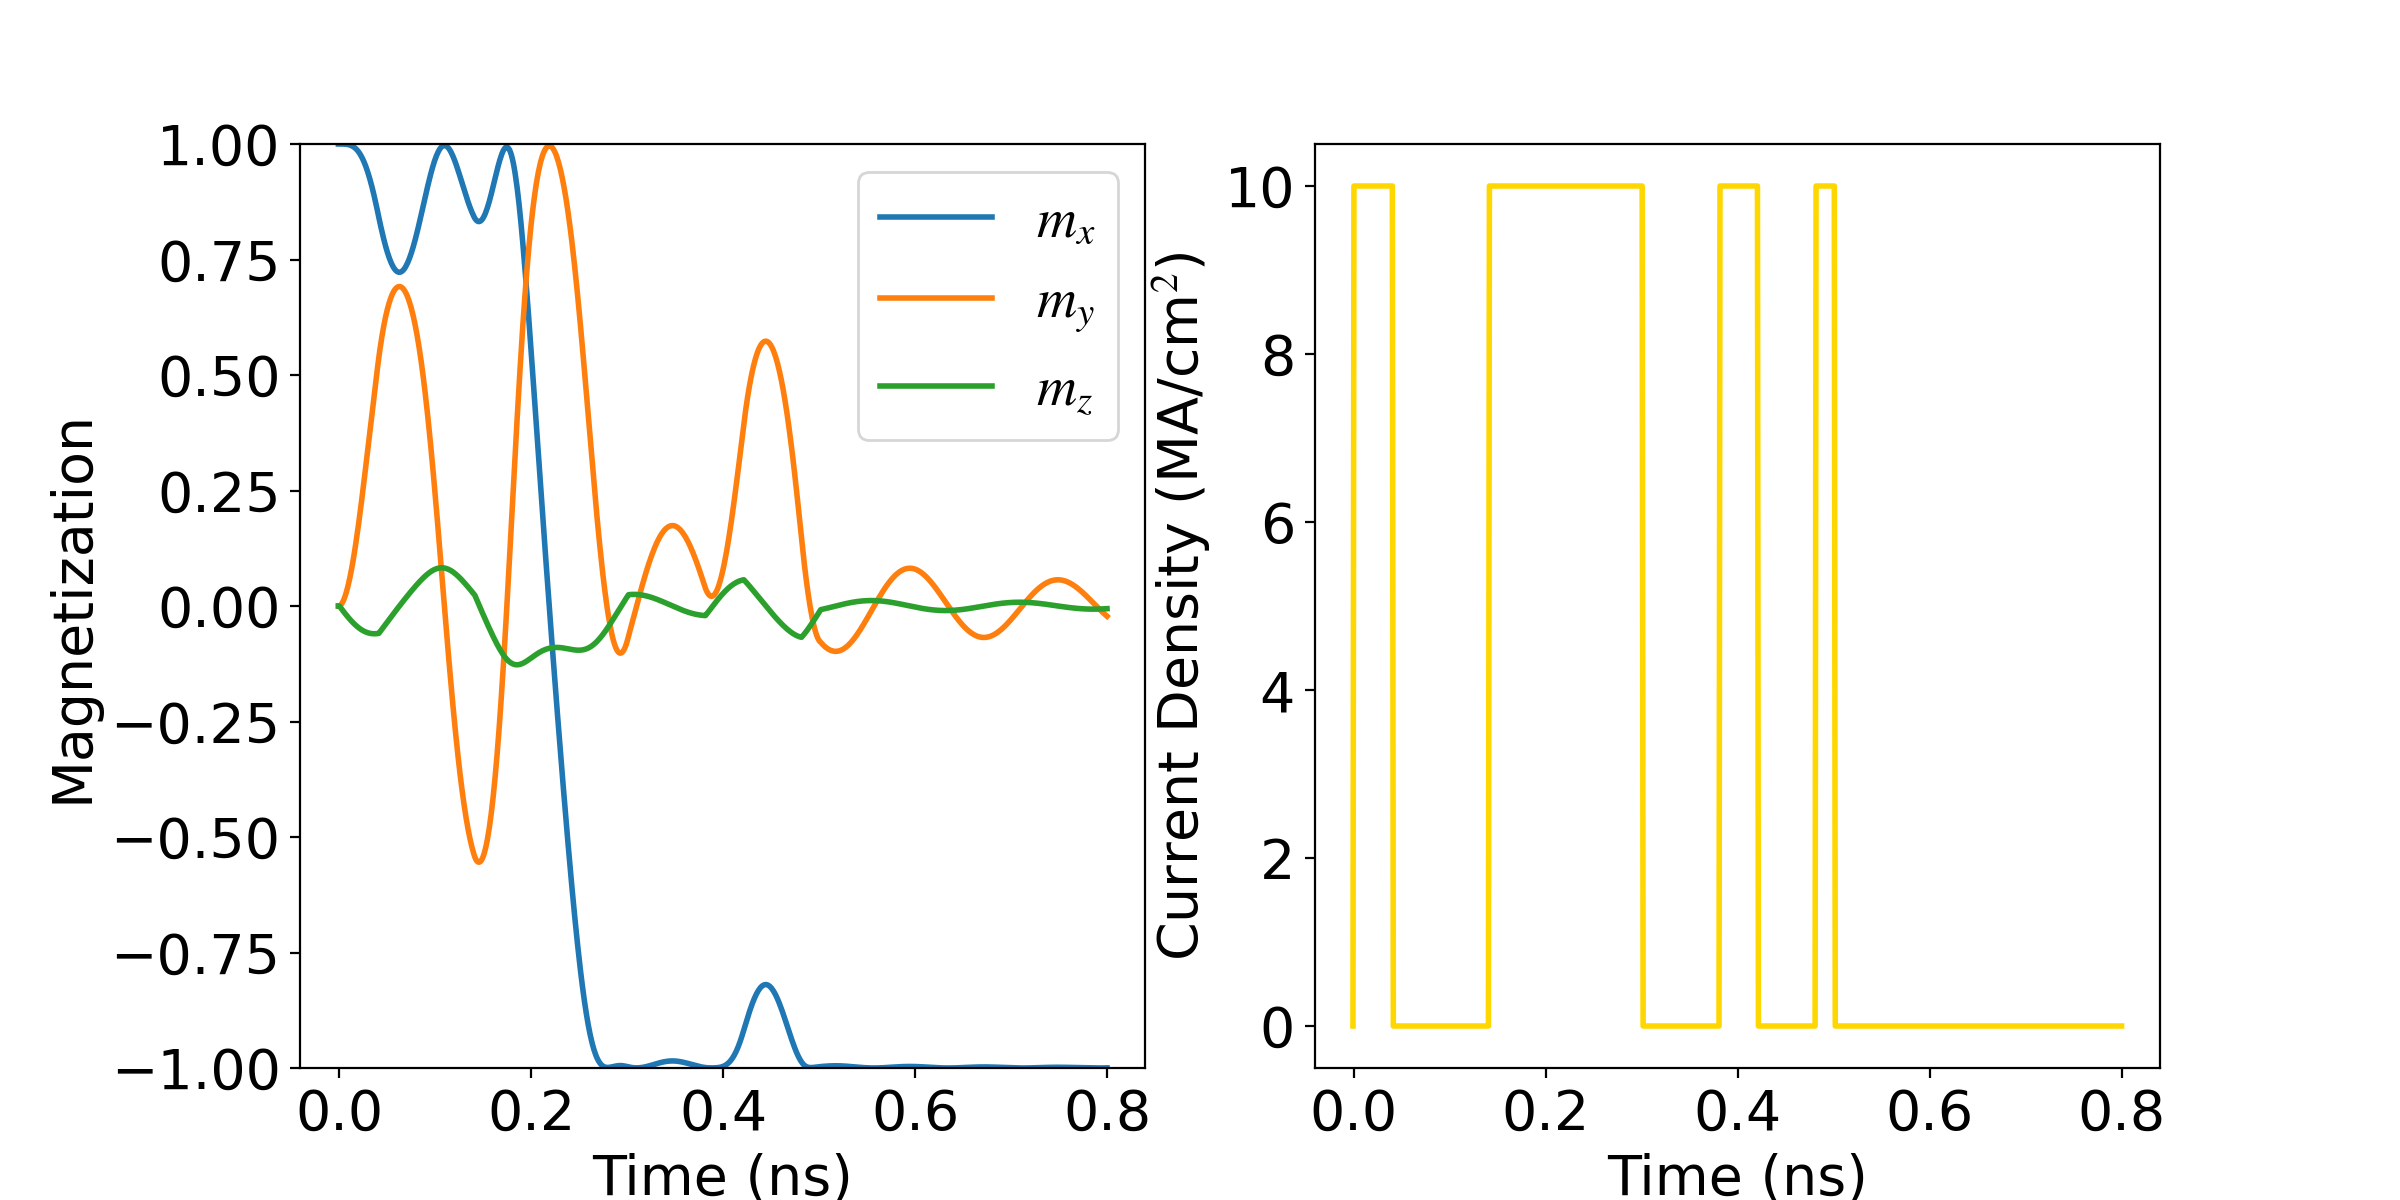 Magnetization
1.00
0.75
0.50
0.25
0.00
−0.25
−0.50
−0.75
−1.00
0.0 0.2 0.4 0.6 0.8
Time (ns)
m_x
m_y
m_z
Current Density (MA/cm²)
10
8
6
4
2
0
0.0 0.2 0.4 0.6 0.8
Time (ns)